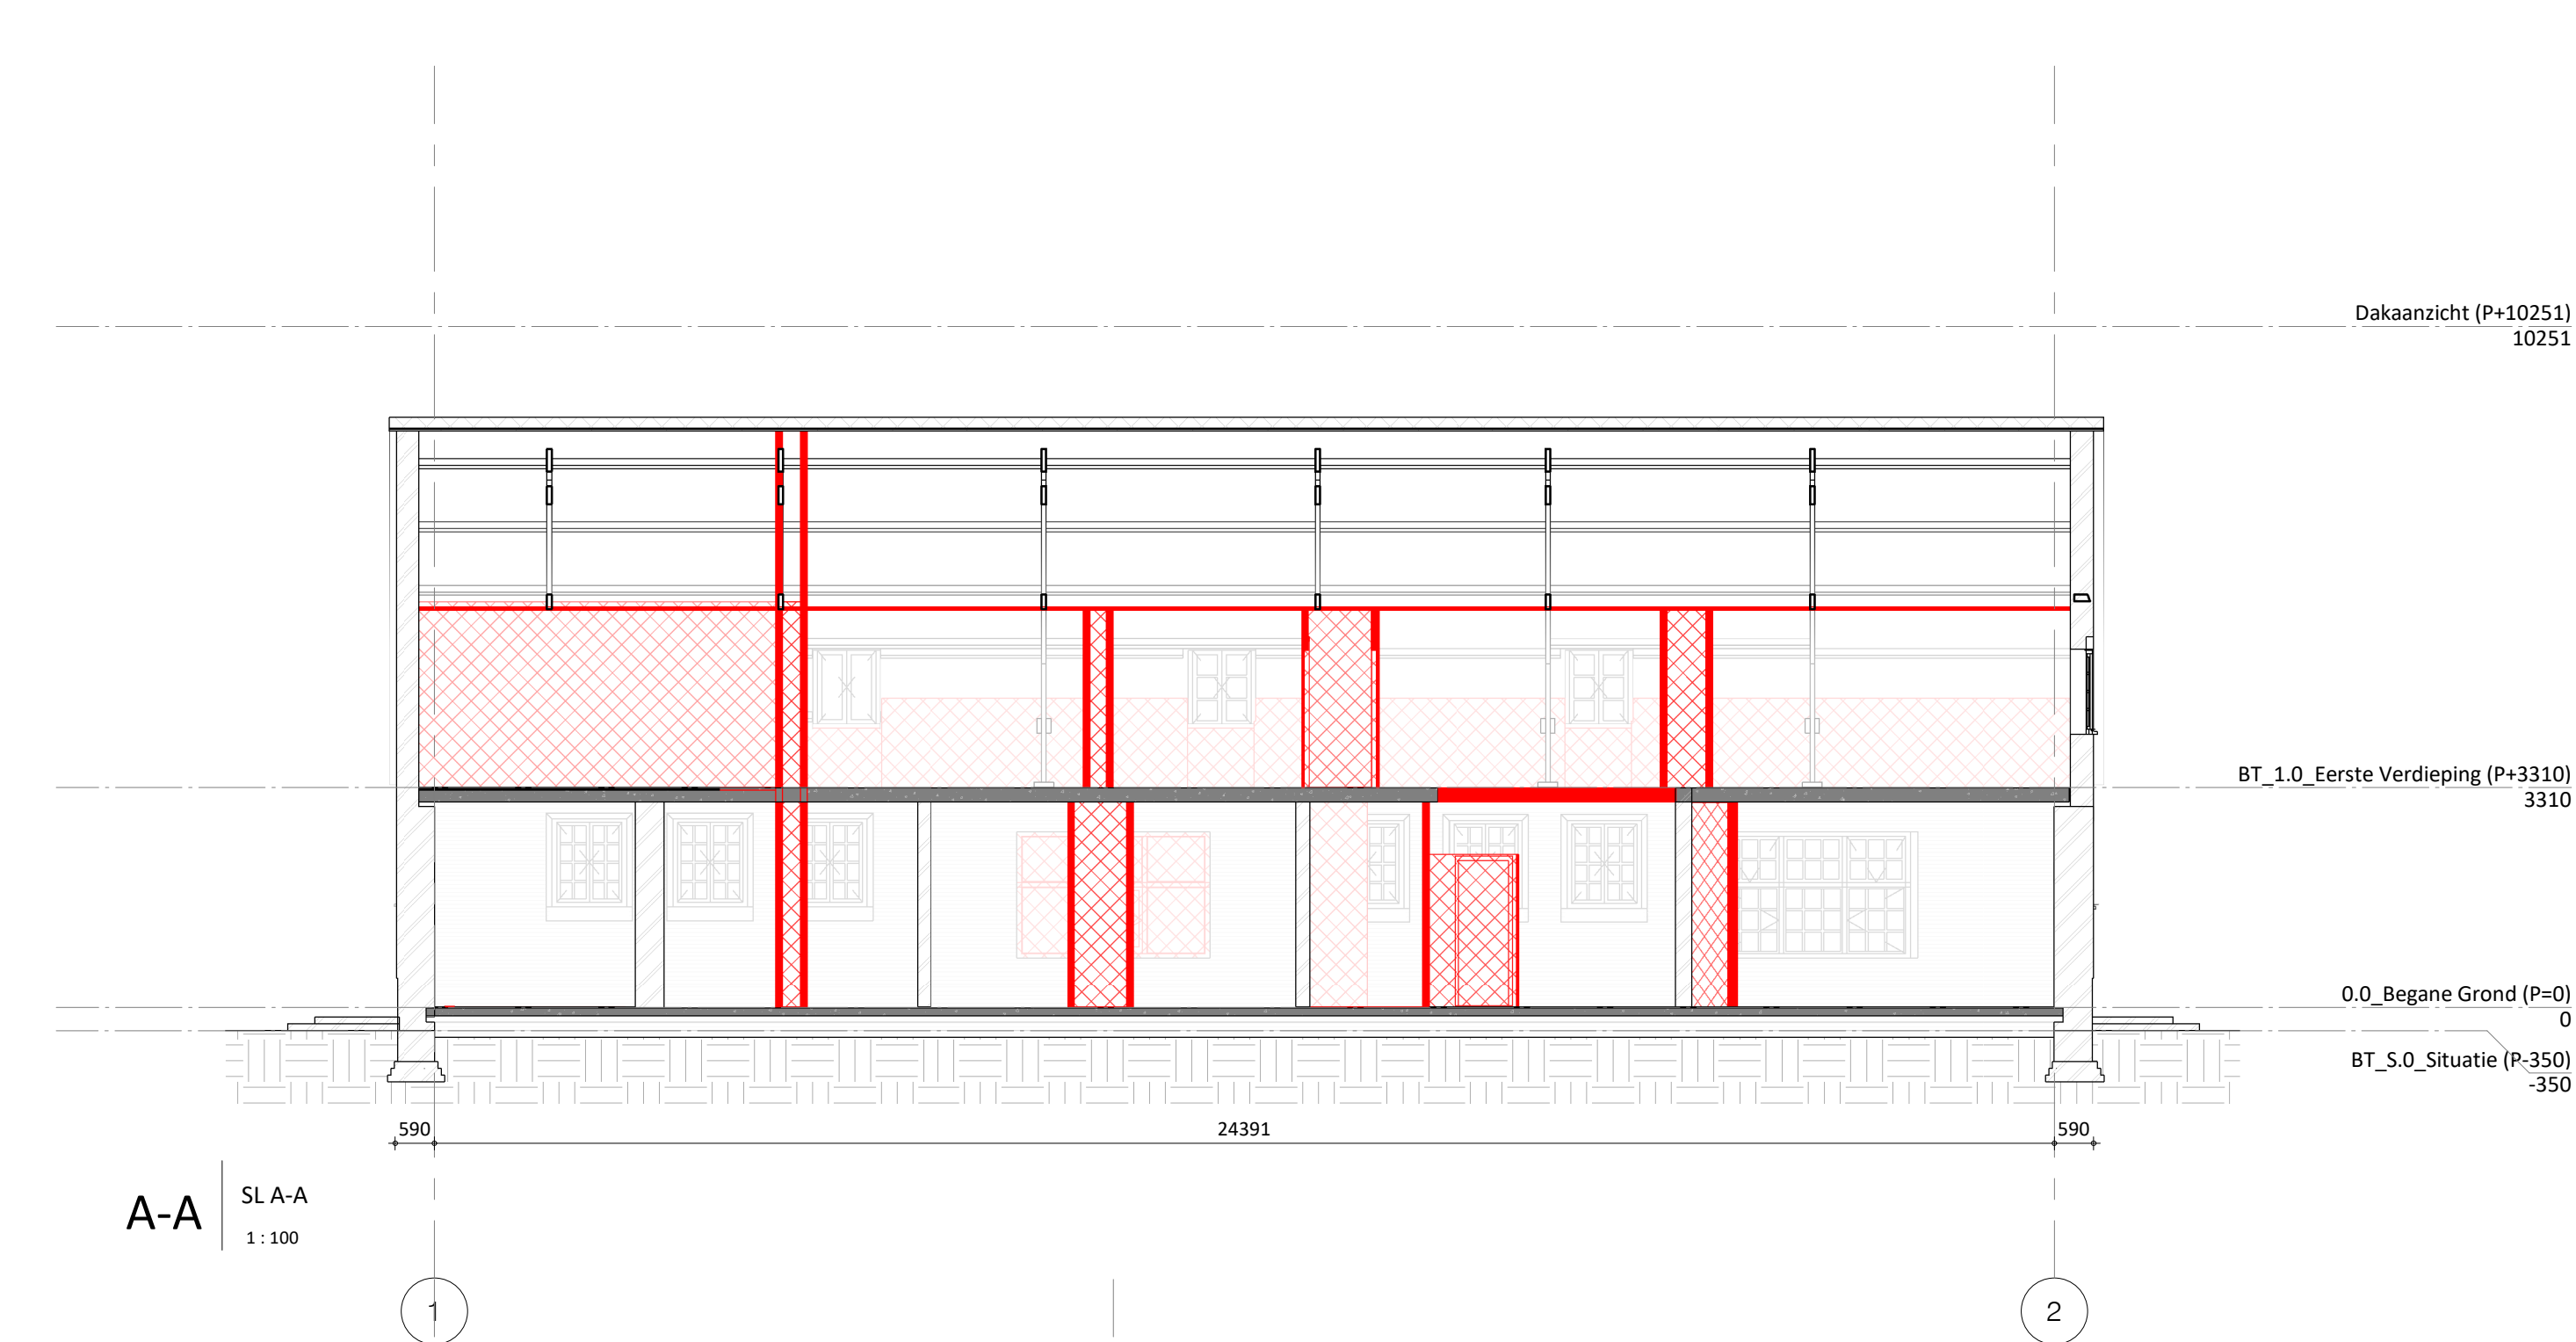 Dakaanzicht (P+10251)
10251
BT_1.0_Eerste Verdieping (P+3310)
3310
0.0_Begane Grond (P=0)
0
BT_S.0_Situatie (P-350)
-350
590
24391
590
A-A
SL A-A
1 : 100
1
2